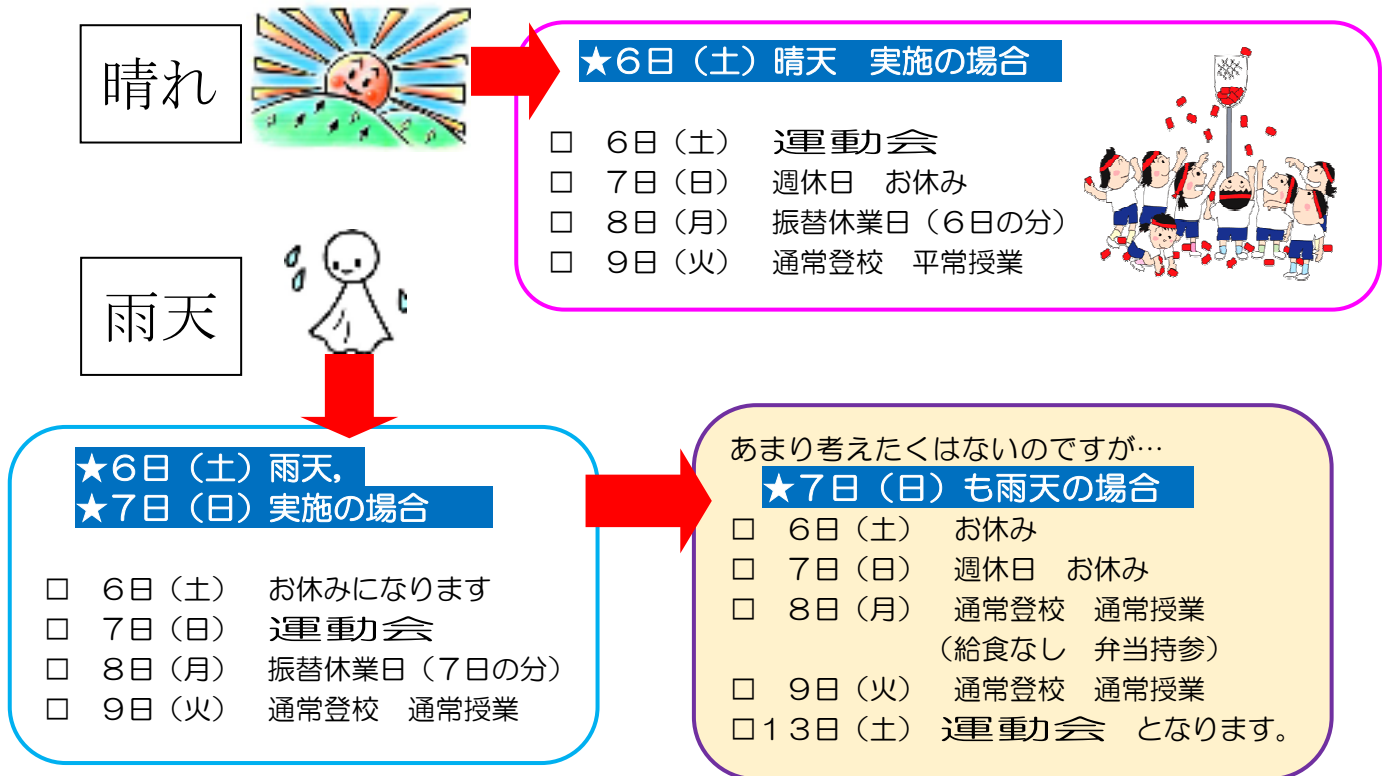 晴れ
★６日（土）晴天　実施の場合
□　６日（土）　運動会
□　７日（日）　週休日　お休み
□　８日（月）　振替休業日（６日の分）
□　９日（火）　通常登校　平常授業
雨天
★６日（土）雨天，
★７日（日）実施の場合
□　６日（土）　お休みになります
□　７日（日）　運動会
□　８日（月）　振替休業日（７日の分）
□　９日（火）　通常登校　通常授業
あまり考えたくはないのですが…
★７日（日）も雨天の場合
□　６日（土）　お休み
□　７日（日）　週休日　お休み
□　８日（月）　通常登校　通常授業
（給食なし　弁当持参）
□　９日（火）　通常登校　通常授業
□１３日（土）　運動会　となります。